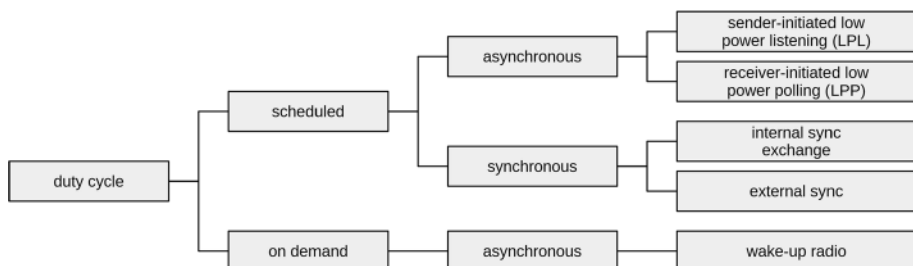 sender-initiated low
power listening (LPL)
asynchronous
receiver-initiated low
power polling (LPP)
scheduled
internal sync
exchange
synchronous
duty cycle
external sync
on demand
asynchronous
wake-up radio